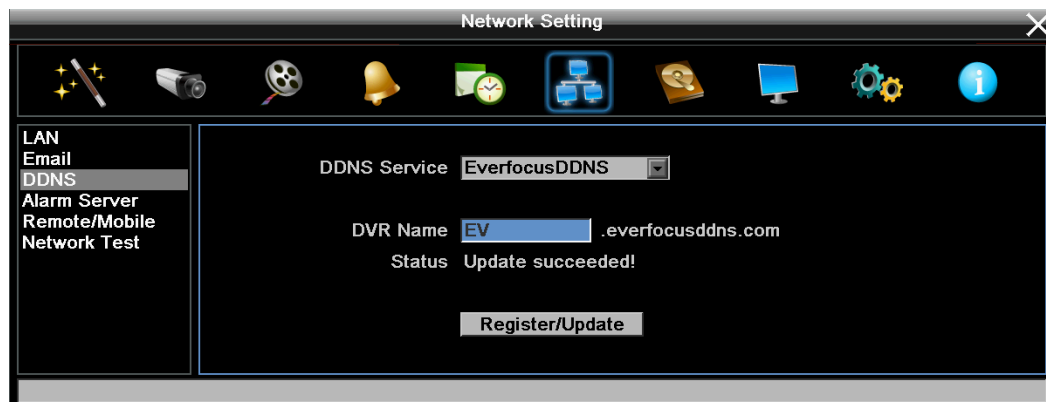 Network Setting
LAN
Email
DDNS
Alarm Server
Remote/Mobile
Network Test
DDNS Service EverfocusDDNS
DVR Name EV .everfocusddns.com
Status Update succeeded!
Register/Update